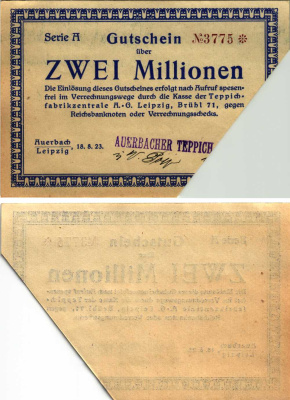 Serie A Gutschein №3775 ※
über
ZWEI Millionen
Die Einlösung dieses Gutscheines erfolgt nach Aufruf spesen-
frei im Verrechnungswege durch die Kasse der Teppich-
fabrikzentrale A.-G. Leipzig, Brühl 71, gegen
Reichsbanknoten oder Verrechnungsschecks.
Auerbach
Leipzig, 18.8.23. AUERBACHER TEPPICH